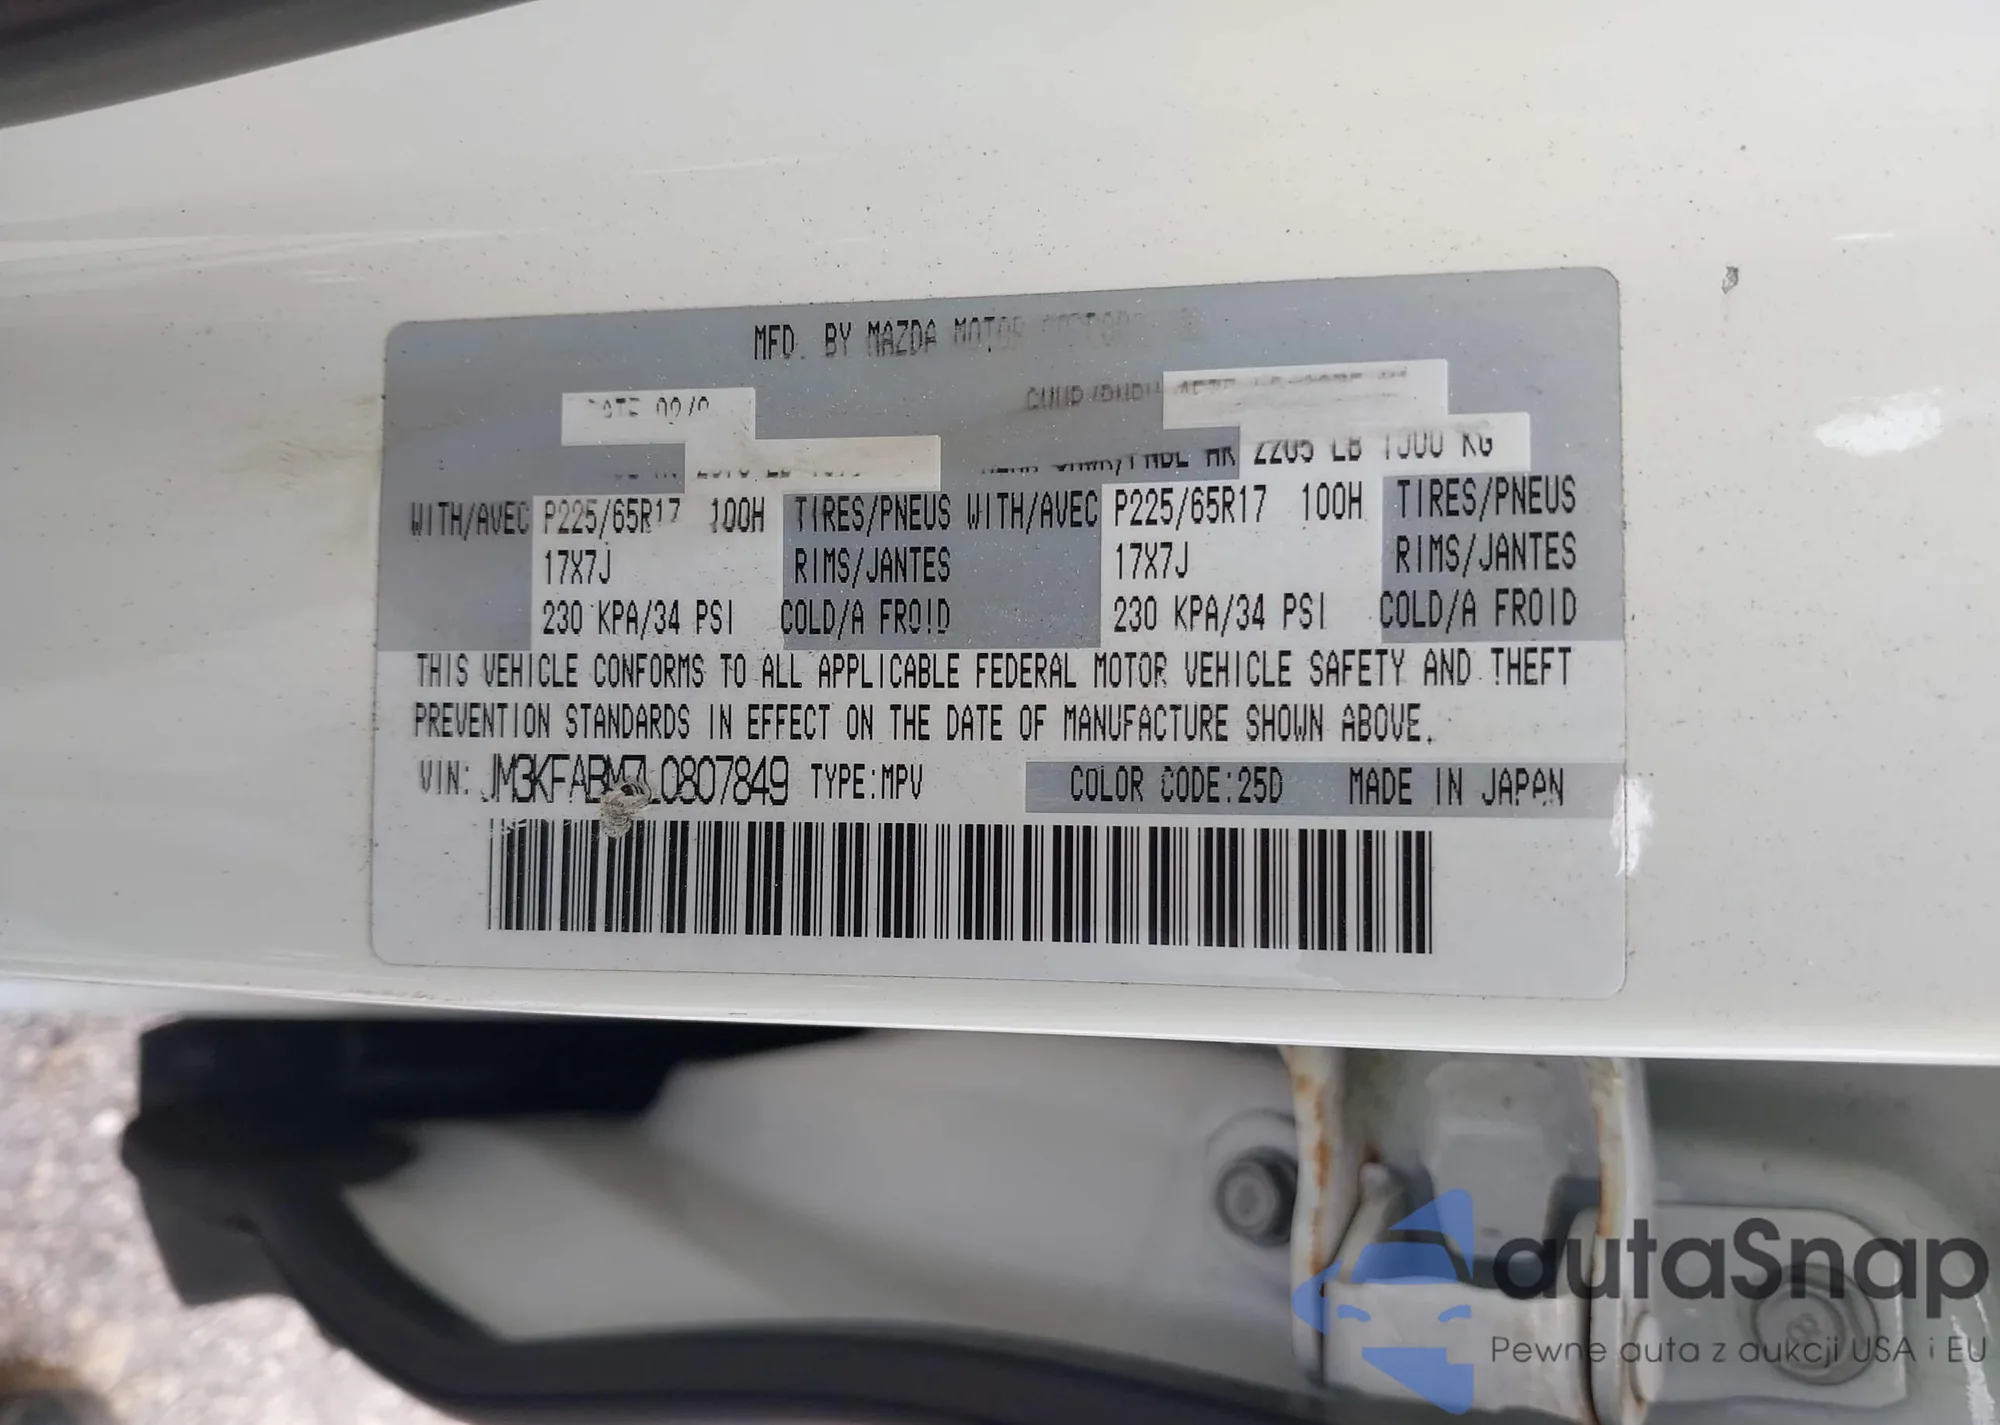 MFD. BY MAZDA MOTOR
DATE
2205 LB 1000 KG
WITH/AVEC P225/65R17 100H TIRES/PNEUS WITH/AVEC P225/65R17 100H TIRES/PNEUS
17X7J RIMS/JANTES 17X7J RIMS/JANTES
230 KPA/34 PSI COLD/A FROID 230 KPA/34 PSI COLD/A FROID
THIS VEHICLE CONFORMS TO ALL APPLICABLE FEDERAL MOTOR VEHICLE SAFETY AND THEFT
PREVENTION STANDARDS IN EFFECT ON THE DATE OF MANUFACTURE SHOWN ABOVE.
VIN: JM3KFABM7L0807849 TYPE:MPV COLOR CODE:25D MADE IN JAPAN
autaSnap
Pewne auta z aukcji USA i EU